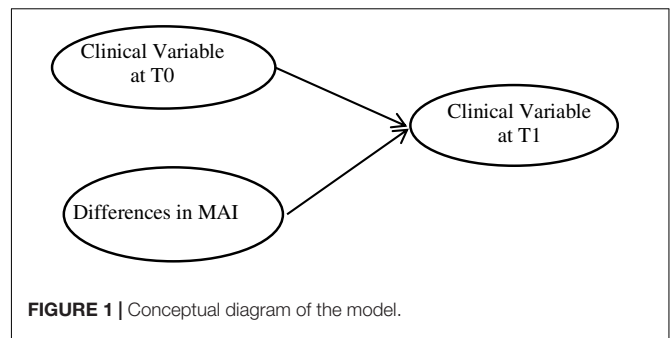 Clinical Variable
at T0
Clinical Variable
at T1
Differences in MAI
FIGURE 1 | Conceptual diagram of the model.